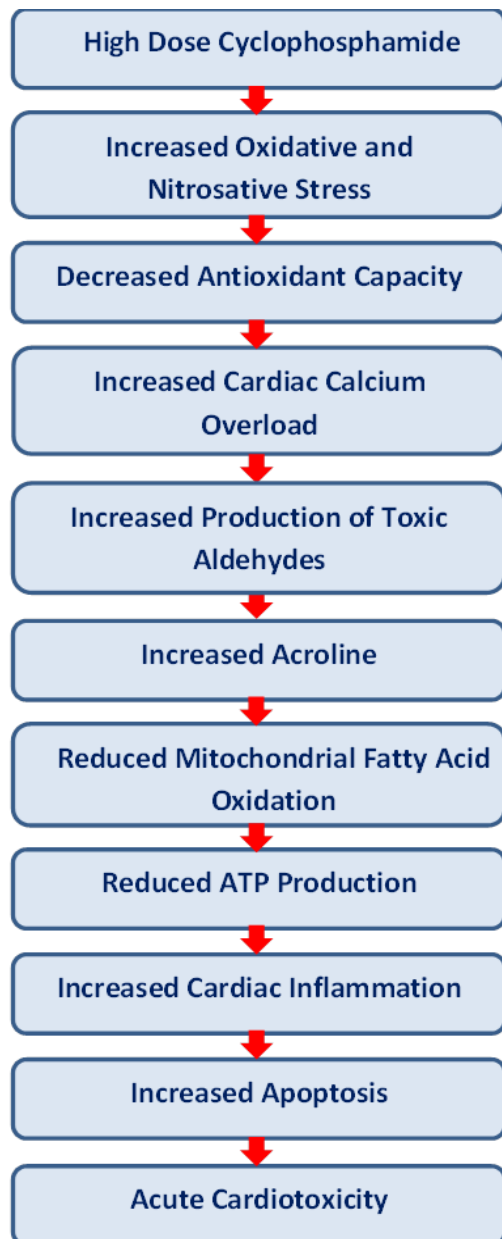 High Dose Cyclophosphamide
Increased Oxidative and
Nitrosative Stress
Decreased Antioxidant Capacity
Increased Cardiac Calcium
Overload
Increased Production of Toxic
Aldehydes
Increased Acroline
Reduced Mitochondrial Fatty Acid
Oxidation
Reduced ATP Production
Increased Cardiac Inflammation
Increased Apoptosis
Acute Cardiotoxicity